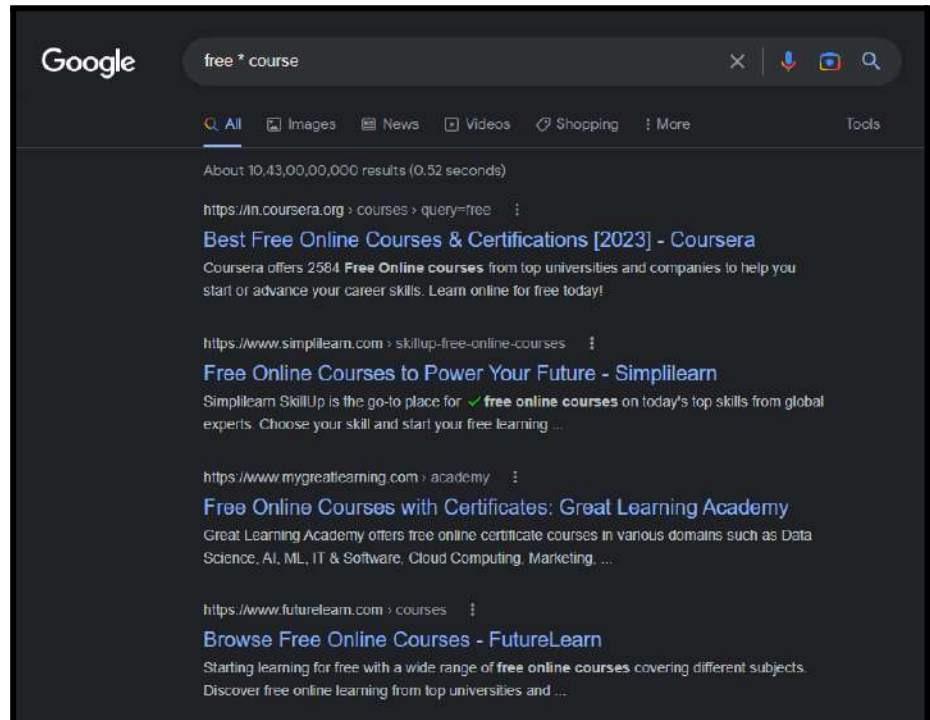 Google
free * course
All Images News Videos Shopping More Tools
About 10,43,00,00,000 results (0.52 seconds)
https://in.coursera.org › courses › query=free
Best Free Online Courses & Certifications [2023] - Coursera
Coursera offers 2584 Free Online courses from top universities and companies to help you
start or advance your career skills. Learn online for free today!
https://www.simplilearn.com › skillup-free-online-courses
Free Online Courses to Power Your Future - Simplilearn
Simplilearn SkillUp is the go-to place for ✓ free online courses on today's top skills from global
experts. Choose your skill and start your free learning ...
https://www.mygreatlearning.com › academy
Free Online Courses with Certificates: Great Learning Academy
Great Learning Academy offers free online certificate courses in various domains such as Data
Science, AI, ML, IT & Software, Cloud Computing, Marketing, ...
https://www.futurelearn.com › courses
Browse Free Online Courses - FutureLearn
Starting learning for free with a wide range of free online courses covering different subjects.
Discover free online learning from top universities and ...